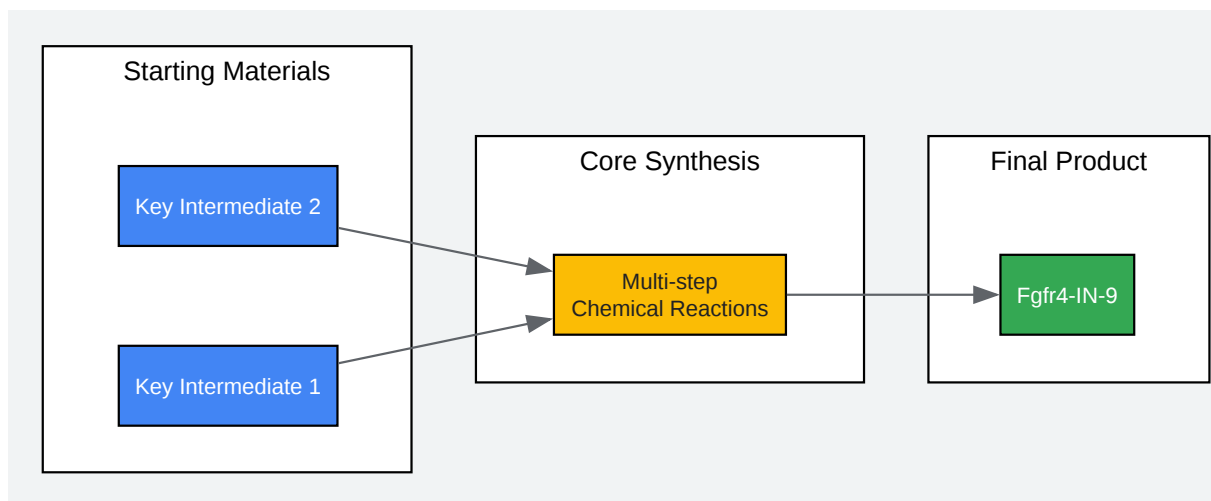 Starting Materials
Key Intermediate 2
Key Intermediate 1
Core Synthesis
Multi-step
Chemical Reactions
Final Product
Fgfr4-IN-9